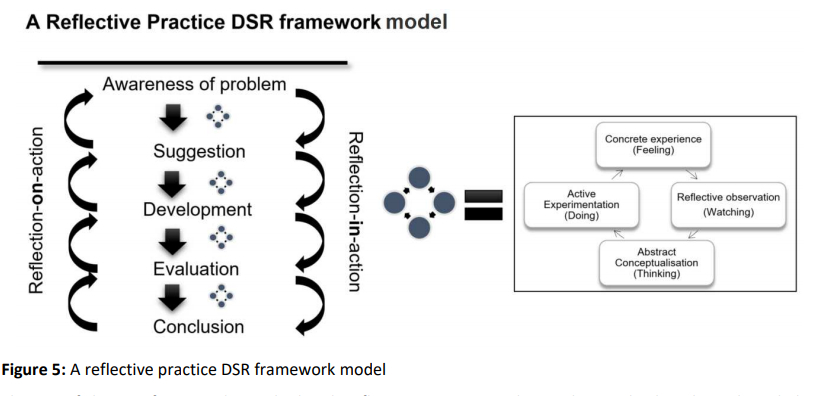 A Reflective Practice DSR framework model
Reflection-on-action
Awareness of problem
Suggestion
Development
Evaluation
Conclusion
Reflection-in-action
Concrete experience
(Feeling)
Active
Experimentation
(Doing)
Reflective observation
(Watching)
Abstract
Conceptualisation
(Thinking)
Figure 5: A reflective practice DSR framework model